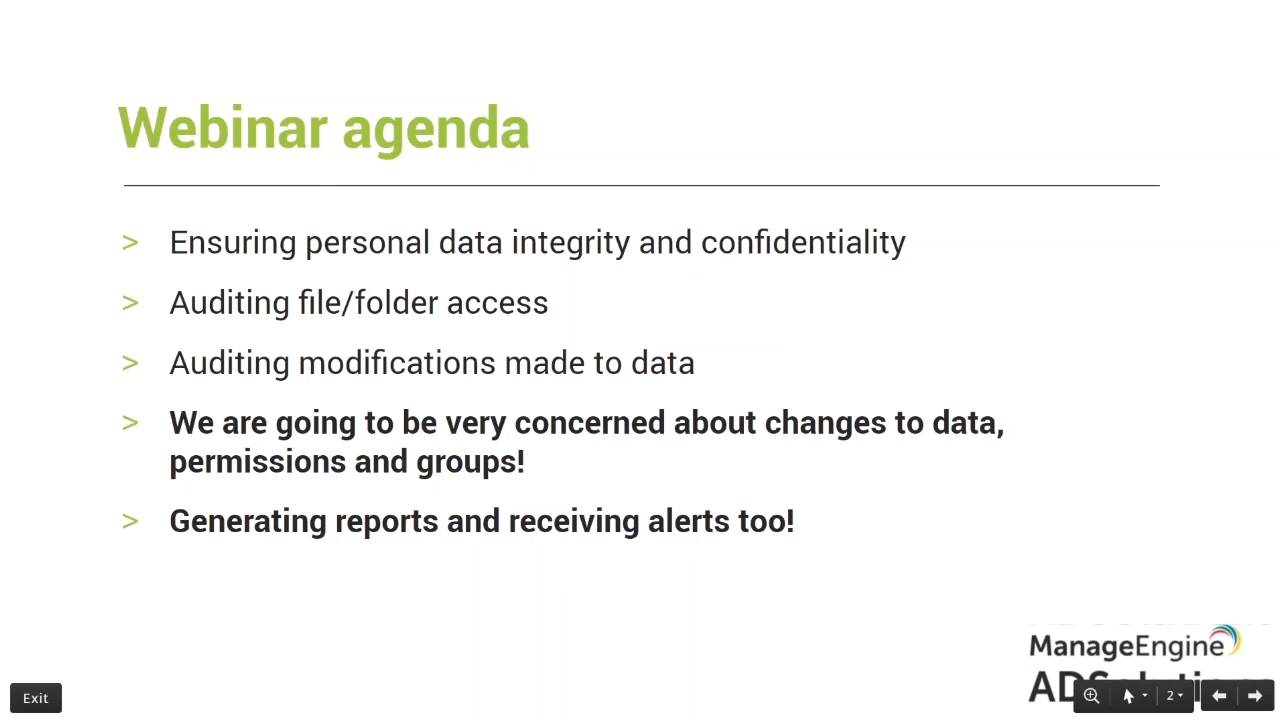 Webinar agenda
> Ensuring personal data integrity and confidentiality
> Auditing file/folder access
> Auditing modifications made to data
> We are going to be very concerned about changes to data,
permissions and groups!
> Generating reports and receiving alerts too!
ManageEngine
Exit
2